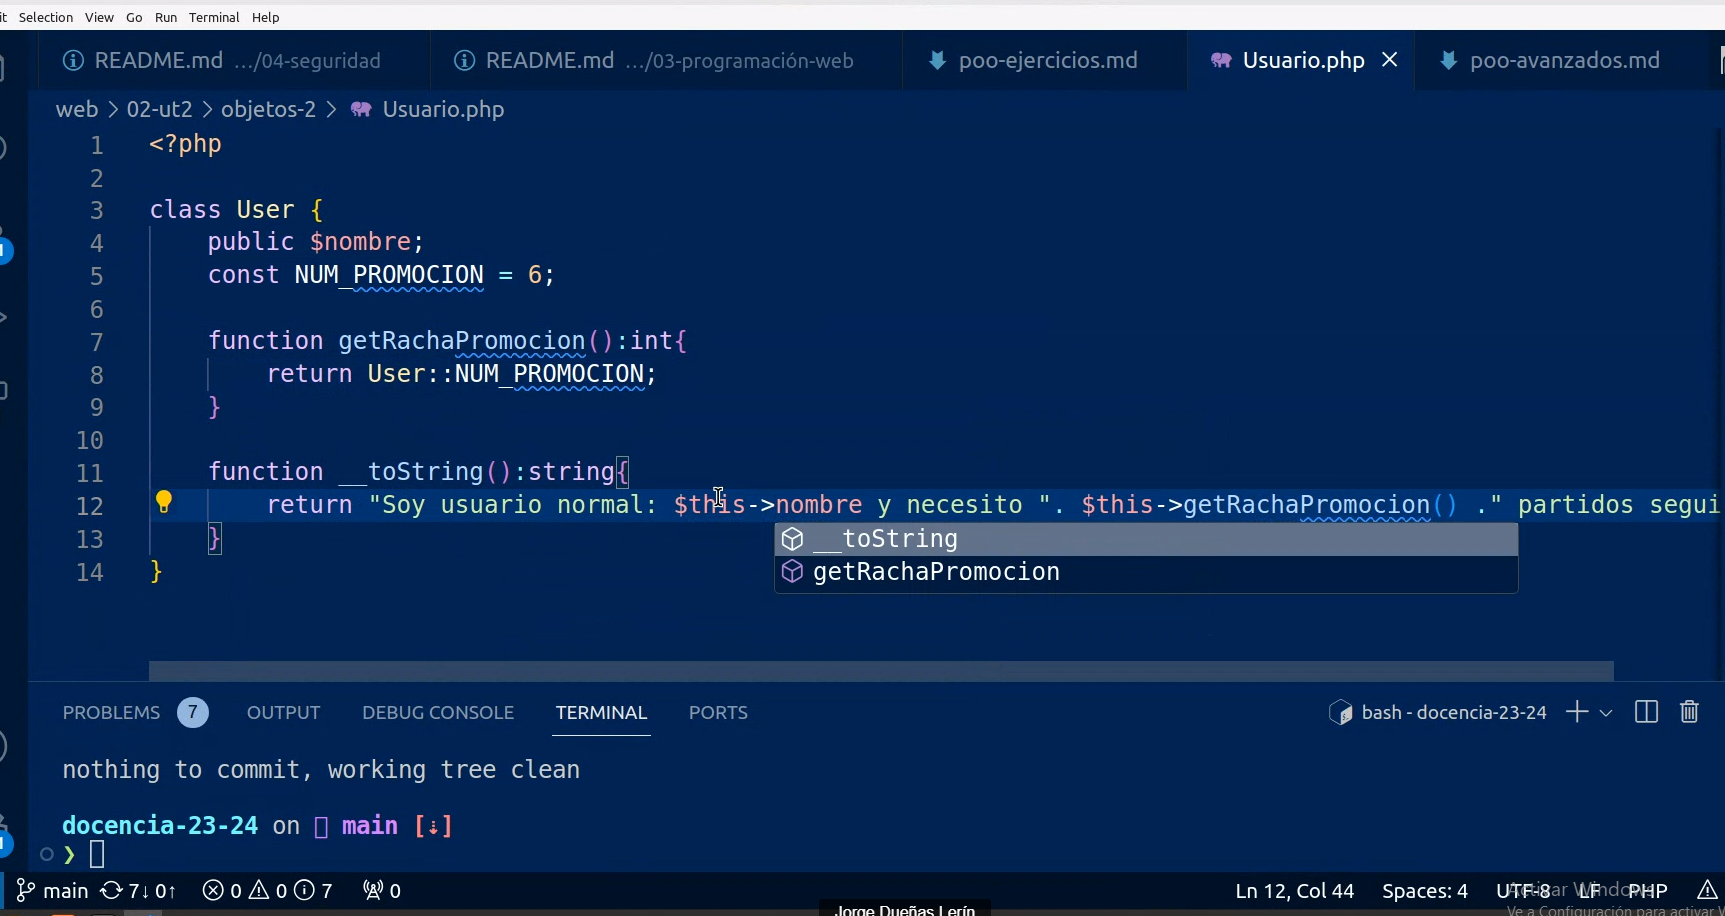 Selection View Go Run Terminal Help
README.md .../04-seguridad README.md .../03-programación-web poo-ejercicios.md Usuario.php poo-avanzados.md
web > 02-ut2 > objetos-2 > Usuario.php
1 <?php
2
3 class User {
4 public $nombre;
5 const NUM_PROMOCION = 6;
6
7 function getRachaPromocion():int{
8 return User::NUM_PROMOCION;
9 }
10
11 function __toString():string{
12 return "Soy usuario normal: $this->nombre y necesito ". $this->getRachaPromocion() ." partidos segui
13 }
__toString
14 }
getRachaPromocion
PROBLEMS 7 OUTPUT DEBUG CONSOLE TERMINAL PORTS
bash - docencia-23-24
nothing to commit, working tree clean
docencia-23-24 on main [⇣]
❯
main 7↓ 0↑ 0 0 7 0
Ln 12, Col 44 Spaces: 4 UTF-8 LF PHP
Activar Windows
Jorge Dueñas Lerín
Ve a Configuración para activar